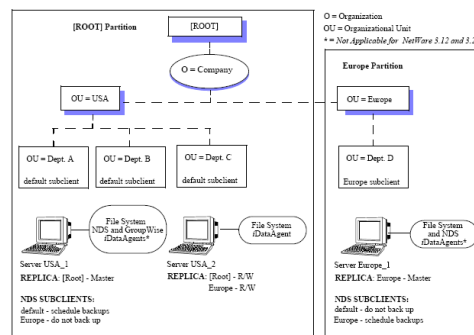 [ROOT] Partition
[ROOT]
O = Organization
OU = Organizational Unit
* = Not Applicable for NetWare 3.12 and 3.2
O = Company
Europe Partition
OU = USA
OU = Europe
OU = Dept. A
default subclient
OU = Dept. B
default subclient
OU = Dept. C
default subclient
OU = Dept. D
Europe subclient
File System
NDS and GroupWise
iDataAgents*
Server USA_1
REPLICA: [Root] - Master
NDS SUBCLIENTS:
default - schedule backups
Europe - do not back up
File System
iDataAgent
Server USA_2
REPLICA: [Root] - R/W
Europe - R/W
File System
and NDS
iDataAgents*
Server Europe_1
REPLICA: Europe - Master
NDS SUBCLIENTS:
default - do not back up
Europe - schedule backups